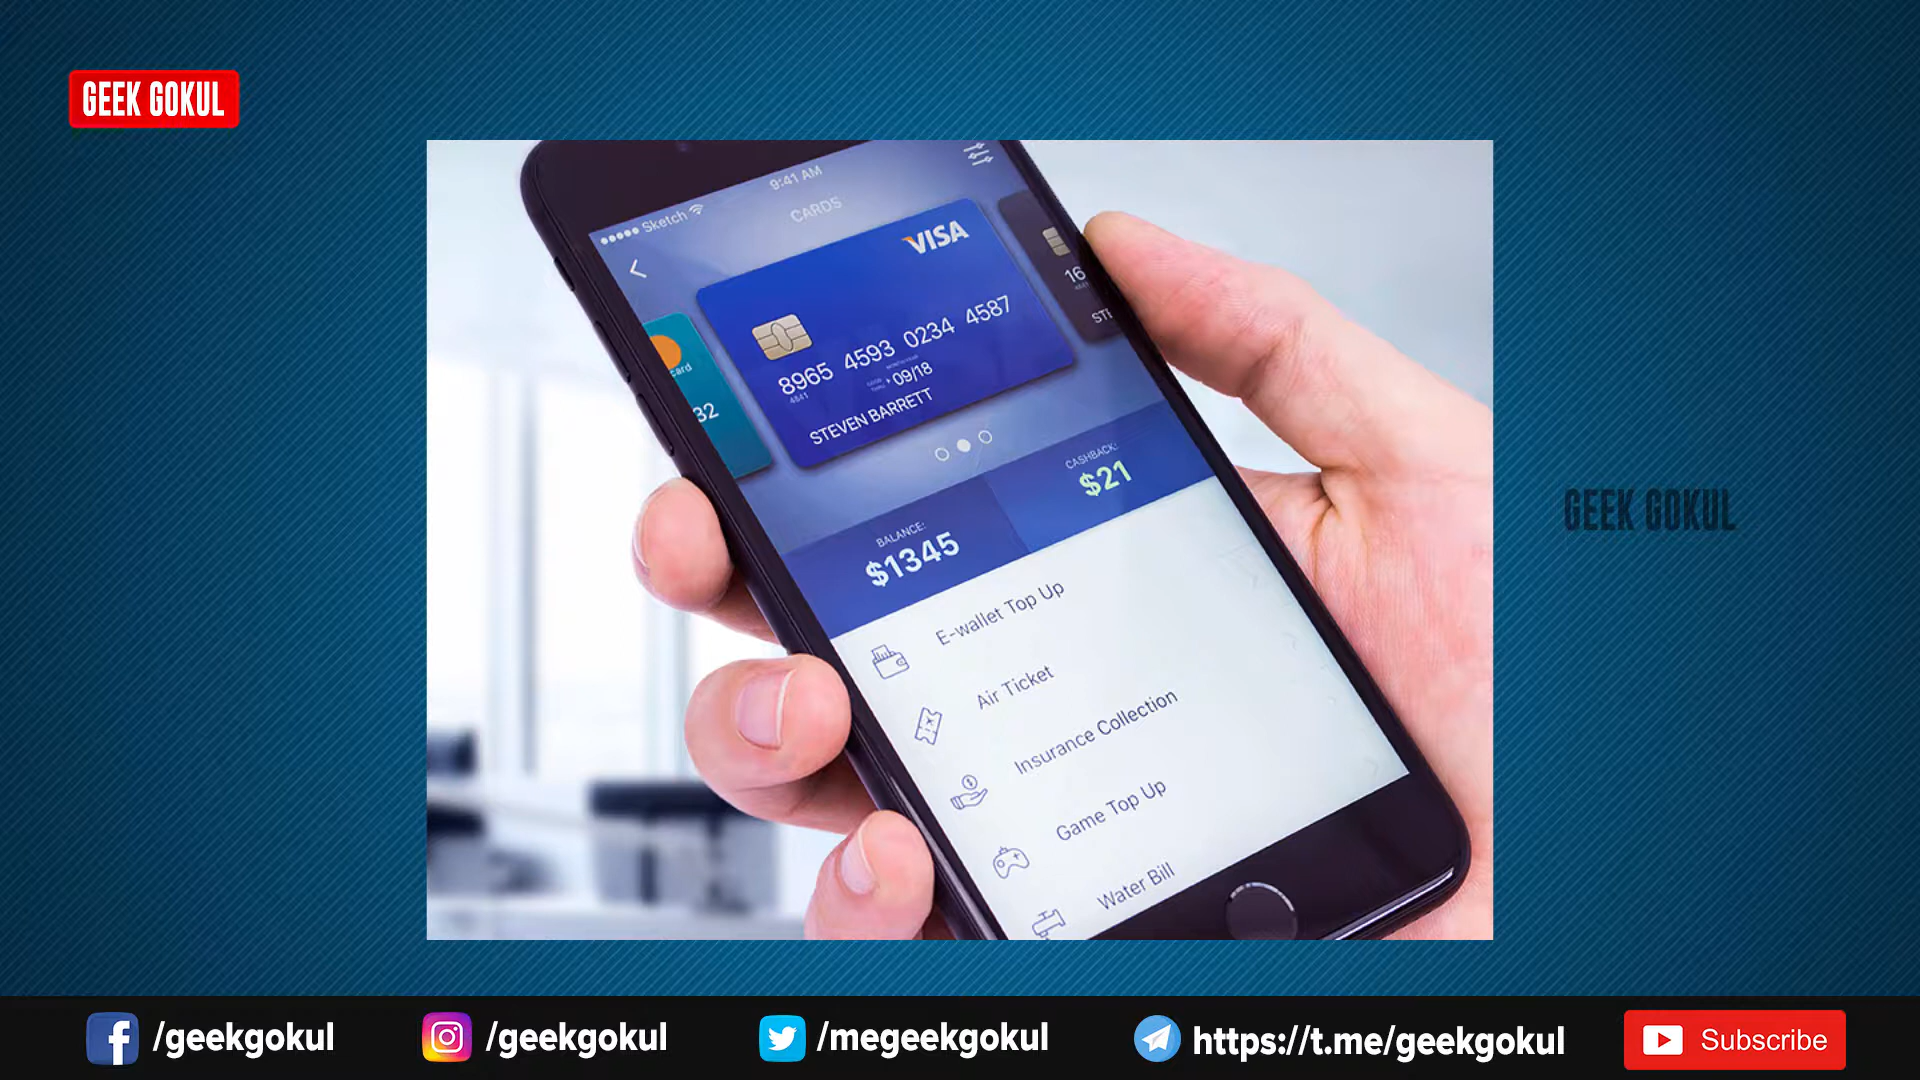 GEEK GOKUL
9:41 AM
Sketch
CARDS
VISA
16
STE
card
32
8965 4593 0234 4587
4541
09/18
STEVEN BARRETT
CASHBACK:
$21
BALANCE:
$1345
GEEK GOKUL
E-wallet Top Up
Air Ticket
Insurance Collection
Game Top Up
Water Bill
/geekgokul
/geekgokul
/megeekgokul
https://t.me/geekgokul
Subscribe